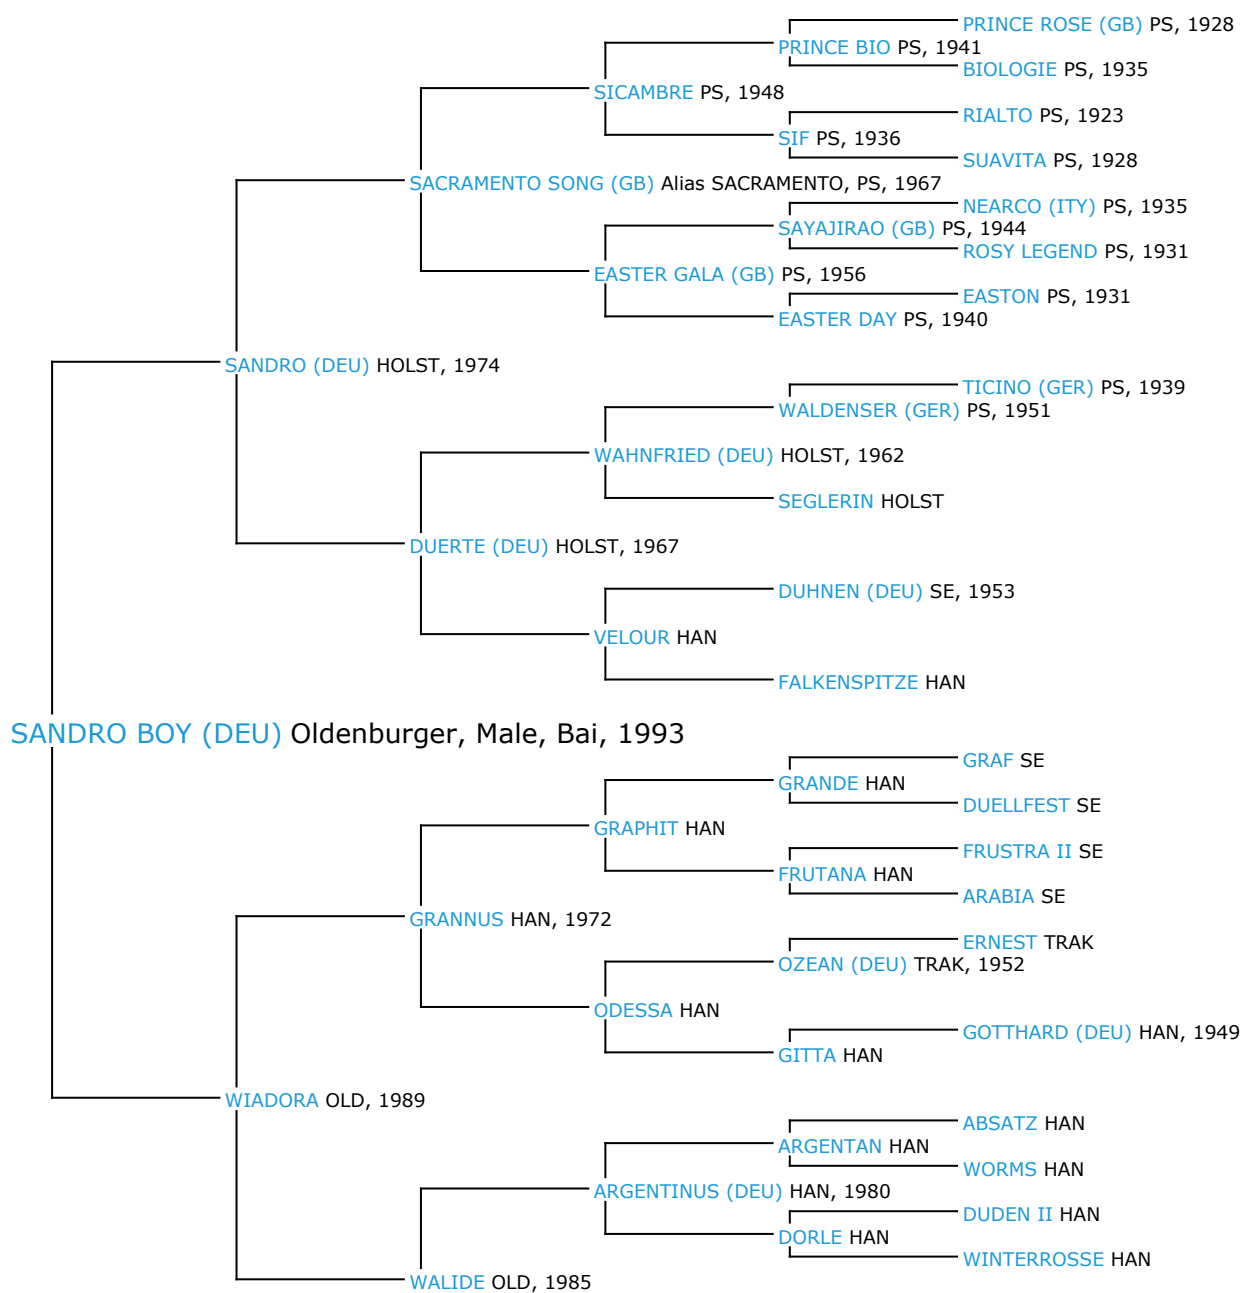 PRINCE ROSE (GB) PS, 1928
PRINCE BIO PS, 1941
BIOLOGIE PS, 1935
SICAMBRE PS, 1948
RIALTO PS, 1923
SIF PS, 1936
SUAVITA PS, 1928
SACRAMENTO SONG (GB) Alias SACRAMENTO, PS, 1967
NEARCO (ITY) PS, 1935
SAYAJIRAO (GB) PS, 1944
ROSY LEGEND PS, 1931
EASTER GALA (GB) PS, 1956
EASTON PS, 1931
EASTER DAY PS, 1940
SANDRO (DEU) HOLST, 1974
TICINO (GER) PS, 1939
WALDENSER (GER) PS, 1951
WAHNFRIED (DEU) HOLST, 1962
SEGLERIN HOLST
DUERTE (DEU) HOLST, 1967
DUHNEN (DEU) SE, 1953
VELOUR HAN
FALKENSPITZE HAN
SANDRO BOY (DEU) Oldenburger, Male, Bai, 1993
GRAF SE
GRANDE HAN
DUELLFEST SE
GRAPHIT HAN
FRUSTRA II SE
FRUTANA HAN
ARABIA SE
GRANNUS HAN, 1972
ERNEST TRAK
OZEAN (DEU) TRAK, 1952
ODESSA HAN
GOTTHARD (DEU) HAN, 1949
GITTA HAN
WIADORA OLD, 1989
ABSATZ HAN
ARGENTAN HAN
WORMS HAN
ARGENTINUS (DEU) HAN, 1980
DUDEN II HAN
DORLE HAN
WINTERROSSE HAN
WALIDE OLD, 1985